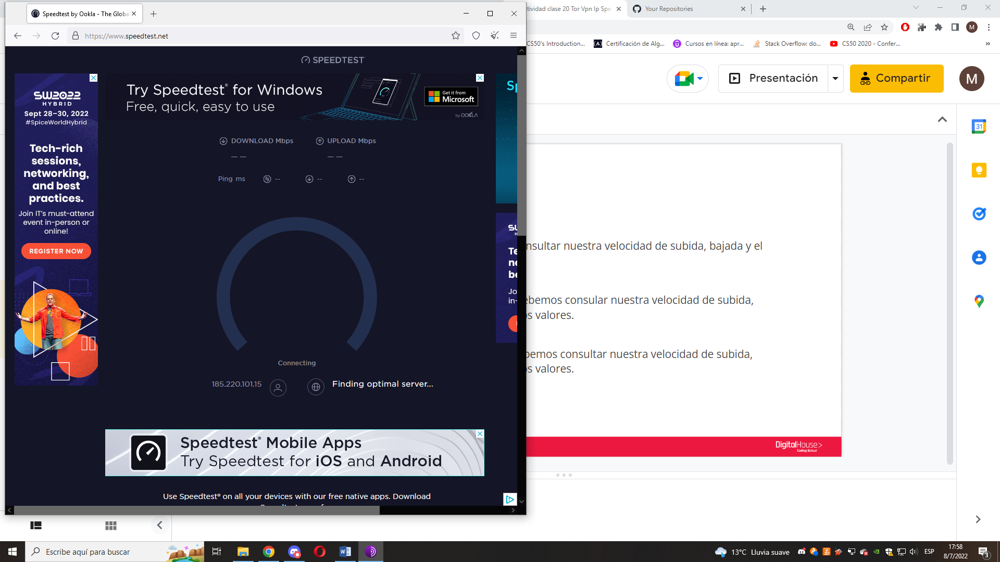 Speedtest by Ookla - The Global
https://www.speedtest.net
SPEEDTEST
SW2022
HYBRID
Sept 28–30, 2022
#SpiceWorldHybrid
Tech-rich
sessions,
networking,
and best
practices.
Join IT's must-attend
event in-person or
online!
REGISTER NOW
Try Speedtest® for Windows
Free, quick, easy to use
Get it from
Microsoft
by OOKLA
DOWNLOAD Mbps
UPLOAD Mbps
— —
— —
Ping ms
--
--
--
Connecting
185.220.101.15
Finding optimal server...
Speedtest® Mobile Apps
Try Speedtest for iOS and Android
Use Speedtest® on all your devices with our free native apps. Download
Sp
SW
H
Te
ne
be
Jo
in-
tividad clase 20 Tor Vpn Ip Spe
Your Repositories
M
CS50's Introduction...
Certificación de Alg...
Cursos en línea: apr...
Stack Overflow: do...
CS50 2020 - Confer...
»
Presentación
Compartir
M
31
nsultar nuestra velocidad de subida, bajada y el
ebemos consular nuestra velocidad de subida,
os valores.
bemos consultar nuestra velocidad de subida,
os valores.
DigitalHouse>
Coding School
Escribe aquí para buscar
13°C Lluvia suave
ESP
17:58
8/7/2022
3